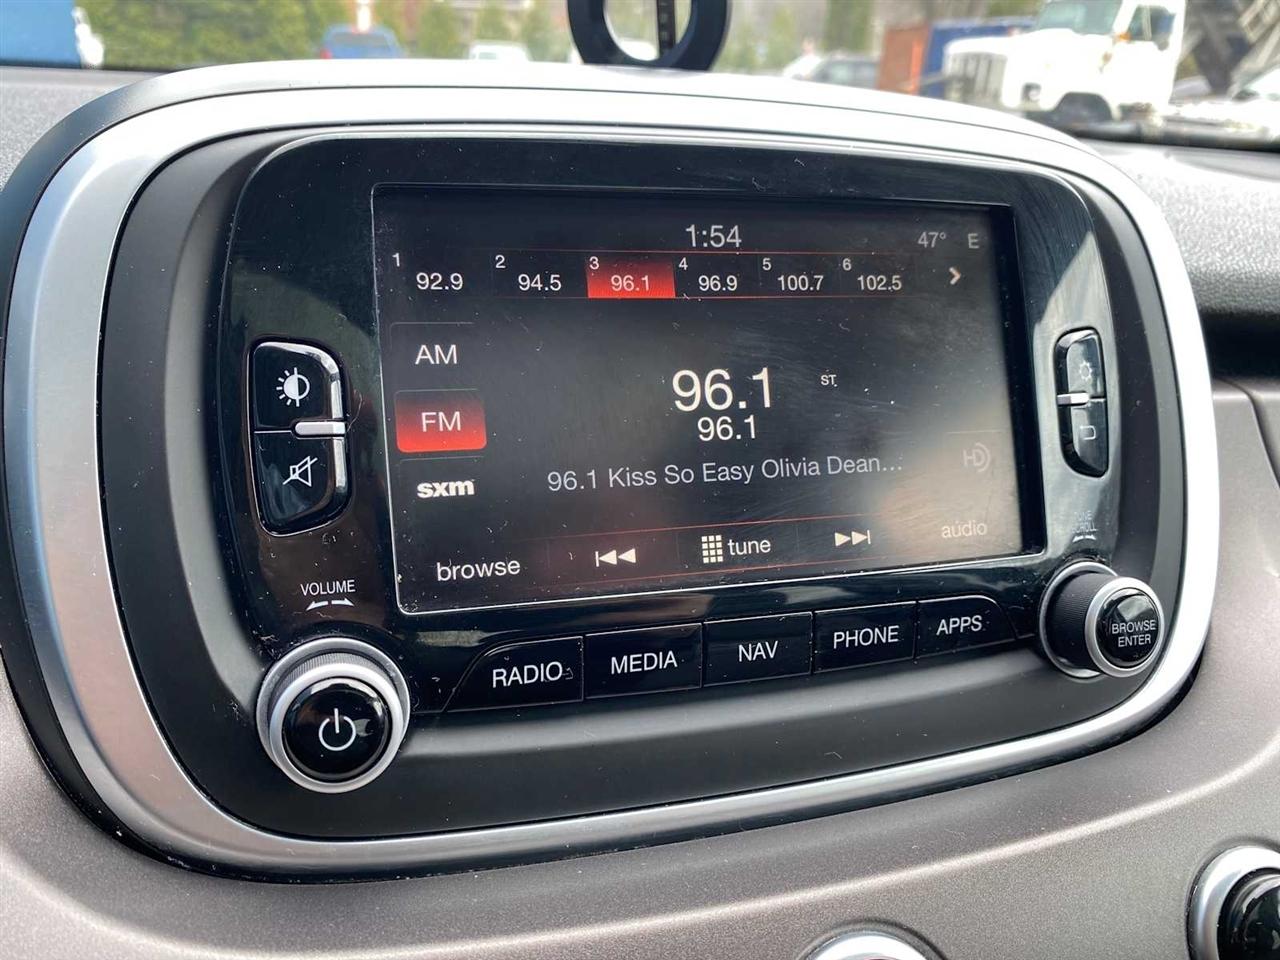 1:54
47° E
1 92.9 2 94.5 3 96.1 4 96.9 5 100.7 6 102.5
AM
FM
sxm
96.1 ST
96.1
96.1 Kiss So Easy Olivia Dean...
HD
browse tune audio
VOLUME
TUNE
SCROLL
RADIO MEDIA NAV PHONE APPS
BROWSE
ENTER